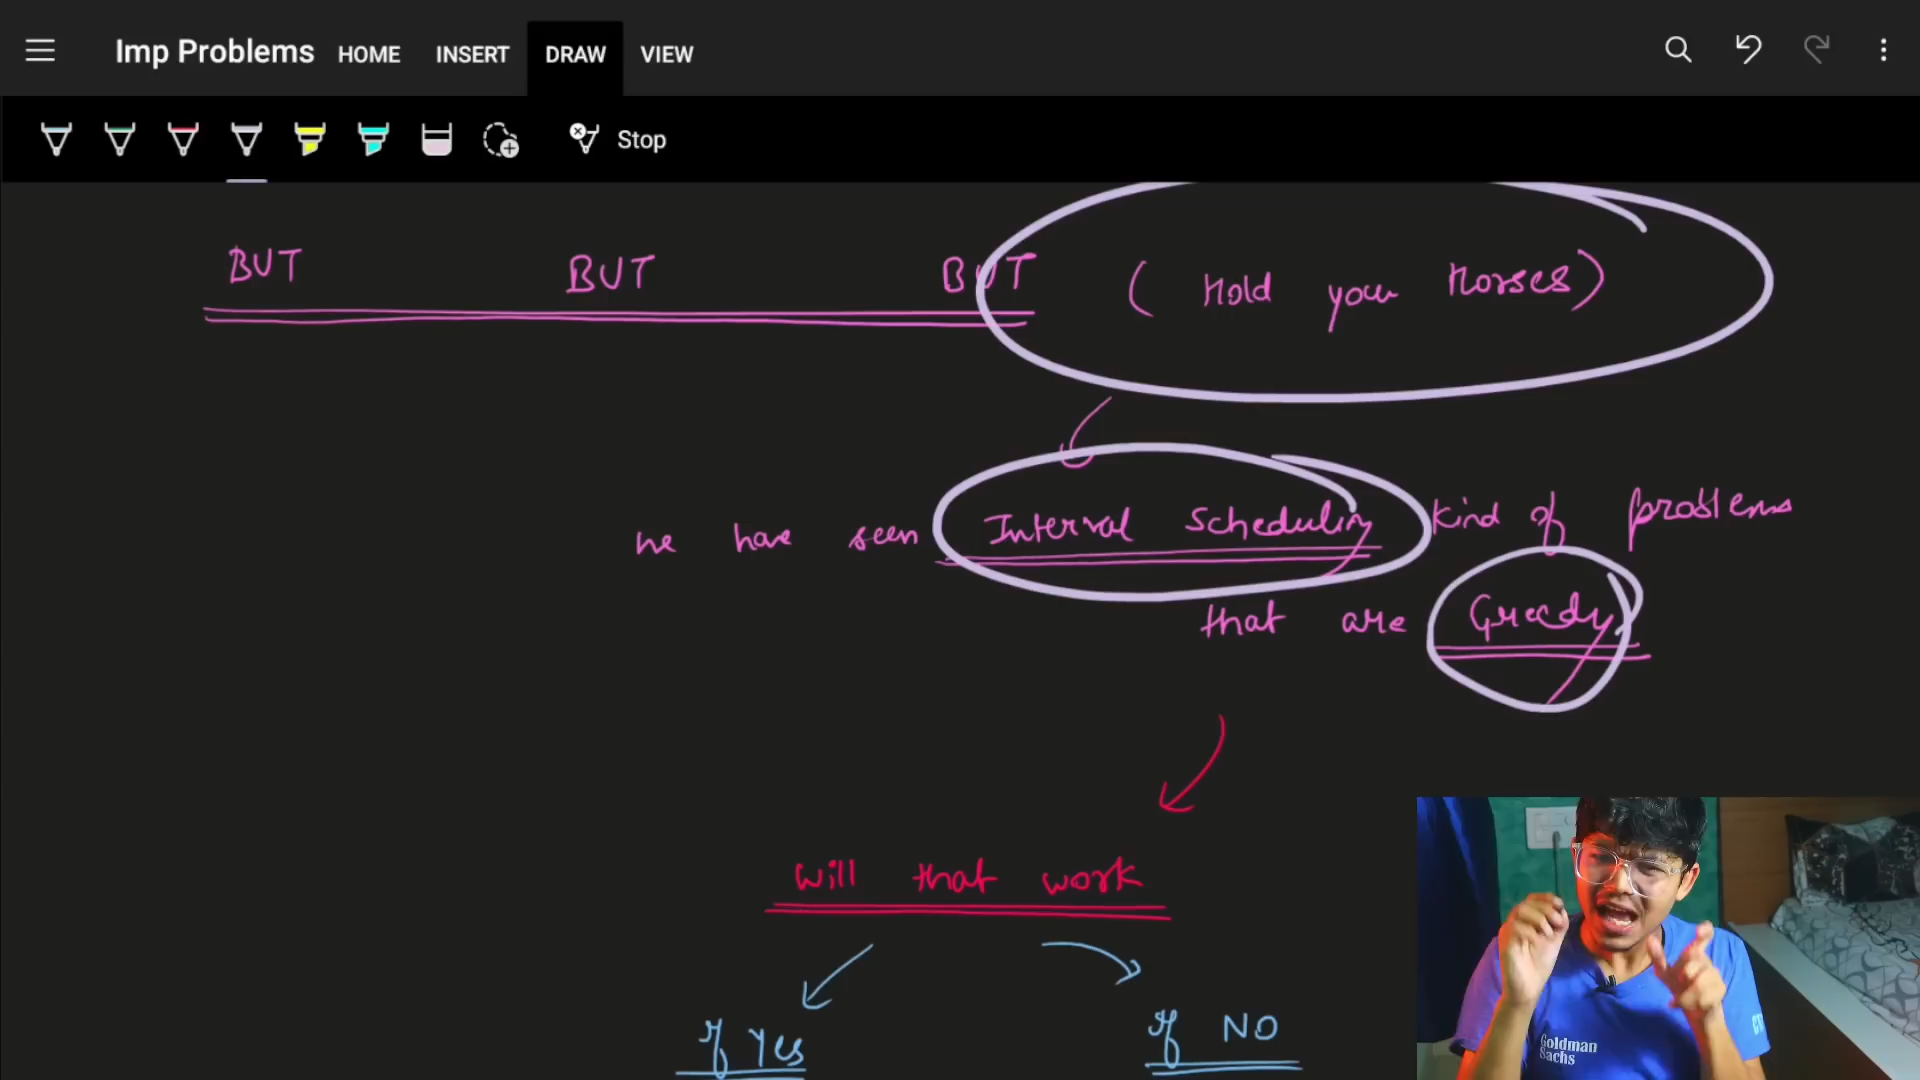 Imp Problems HOME INSERT DRAW VIEW
Stop
BUT BUT BUT (Hold your Horses)
we have seen Interval Scheduling kind of problems
that are Greedy
Will that work
If Yes If NO
Goldman
Sachs